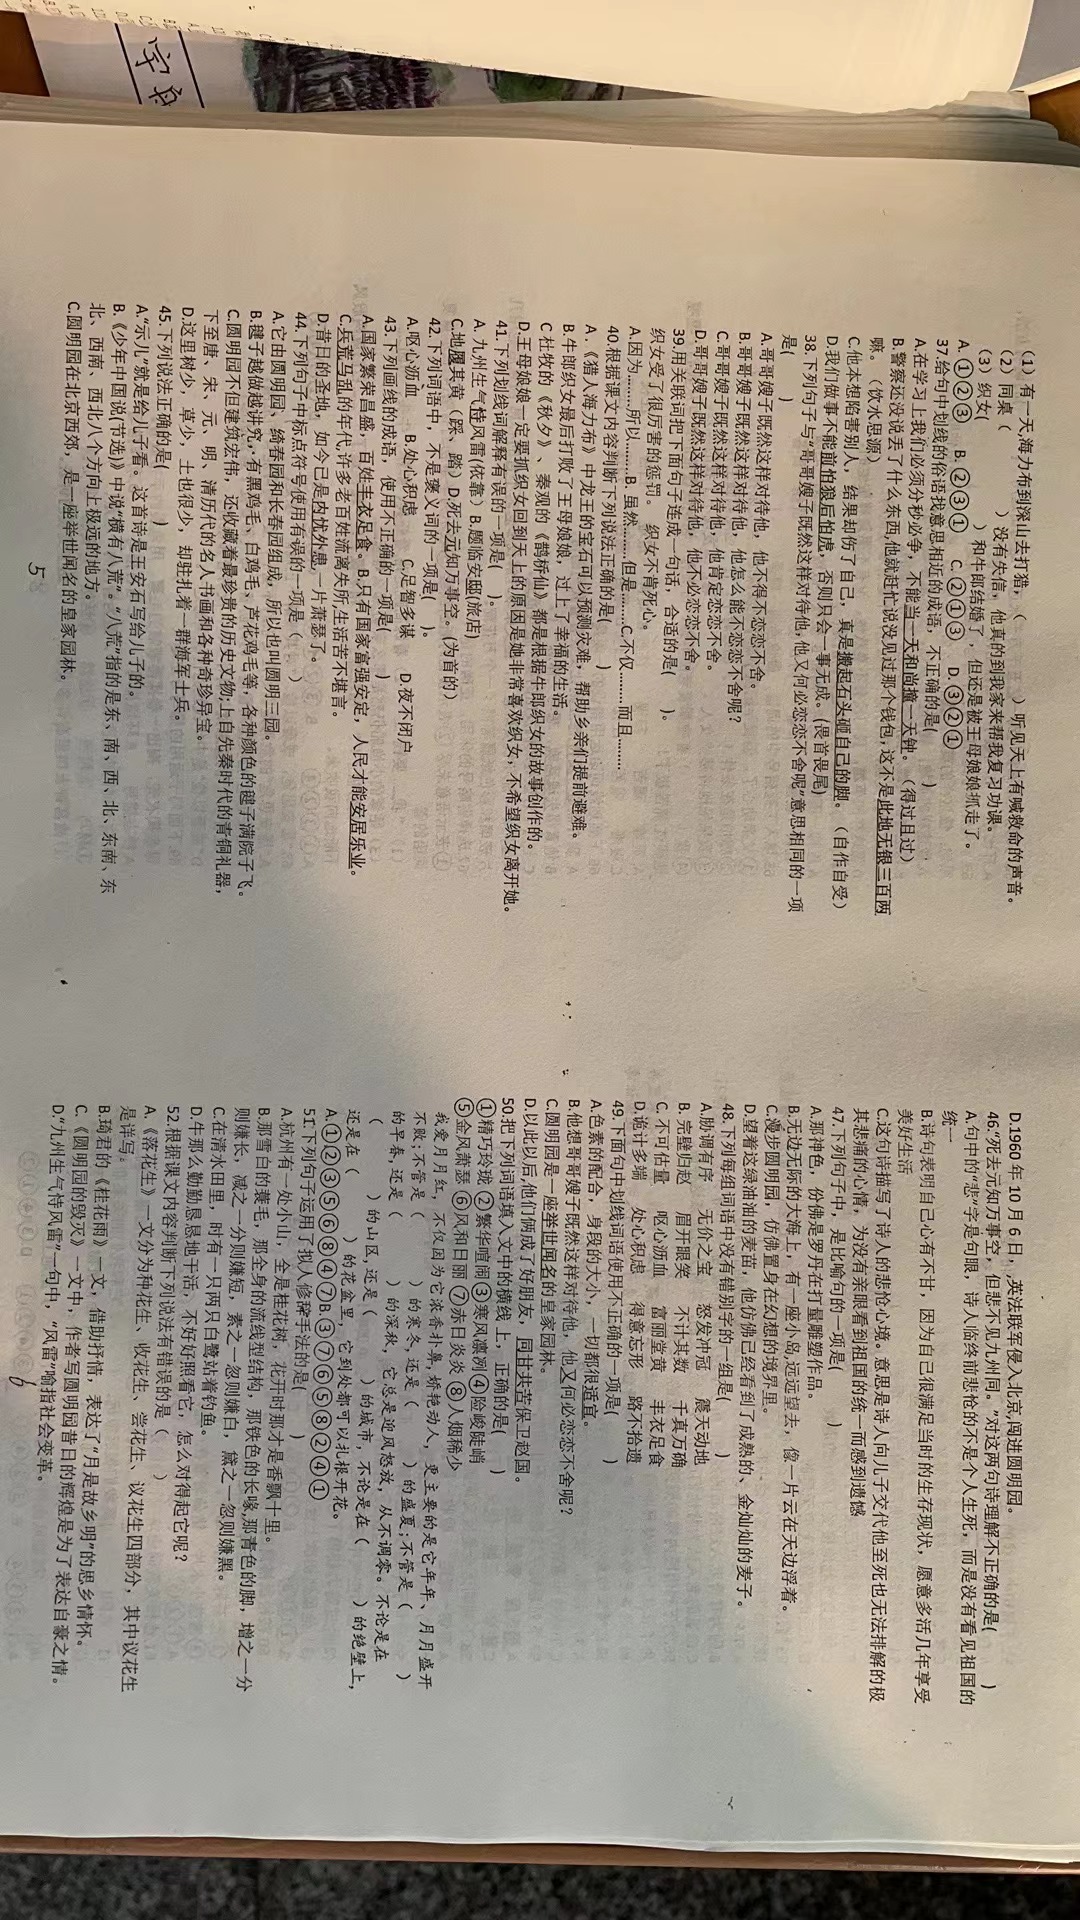 (1)有一天,海力布到深山去打猎,(        )听见天上有喊救命的声音。
(2)同桌(        )没有失信,他真的到我家来帮我复习功课。
(3)织女(        )和牛郎结婚了,但还是被王母娘娘抓走了。
A.①②③ B.②③① C.②①③ D.③②①
37.给句中划线的俗语找意思相近的成语,不正确的是(        )
A.在学习上我们必须分秒必争,不能当一天和尚撞一天钟。(得过且过)
B.警察还没说丢了什么东西,他就赶忙说没见过那个钱包,这不是此地无银三百两
嘛。(饮水思源)
C.他本想陷害别人,结果却伤了自己,真是搬起石头砸自己的脚。(自作自受)
D.我们做事不能前怕狼后怕虎,否则只会一事无成。(畏首畏尾)
38.下列句子与"哥哥嫂子既然这样对待他,他又何必恋恋不舍呢"意思相同的一项
是(        )
A.哥哥嫂子既然这样对待他,他不得不恋恋不舍。
B.哥哥嫂子既然这样对待他,他怎么能不恋恋不舍呢?
C.哥哥嫂子既然这样对待他,他肯定恋恋不舍。
D.哥哥嫂子既然这样对待他,他不必恋恋不舍。
39.用关联词把下面句子连成一句话,合适的是(        )。
织女受了很厉害的惩罚。 织女不肯死心。
A.因为………所以………B.虽然………但是………C.不仅………而且………
40.根据课文内容判断下列说法正确的是(        )
A.《猎人海力布》中龙王的宝石可以预测灾难,帮助乡亲们提前避难。
B.牛郎织女最后打败了王母娘娘,过上了幸福的生活。
C 杜牧的《秋夕》、秦观的《鹊桥仙》都是根据牛郎织女的故事创作的。
D.王母娘娘一定要抓织女回到天上的原因是她非常喜欢织女,不希望织女离开她。
41.下列划线词解释有误的一项是(        )。
A.九州生气恃风雷(依靠)B.题临安邸(旅店)
C.地履其黄(踩、踏)D.死去元知万事空。(为首的)
42.下列词语中,不是褒义词的一项是(        )。
A.呕心沥血 B.处心积虑 C.足智多谋 D.夜不闭户
43.下列画线的成语,使用不正确的一项是(        )
A.国家繁荣昌盛,百姓丰衣足食。B.只有国家富强安定,人民才能安居乐业。
C.兵荒马乱的年代,许多老百姓流离失所,生活苦不堪言。
D.昔日的圣地,如今已是内忧外患,一片萧瑟了。
44.下列句子中标点符号使用有误的一项是(        )
A.它由圆明园、绮春园和长春园组成,所以也叫圆明三园。
B.毽子越做越讲究,有黑鸡毛、白鸡毛、芦花鸡毛等,各种颜色的毽子满院子飞。
C.圆明园不但建筑宏伟,还收藏着最珍贵的历史文物;上自先秦时代的青铜礼器,
下至唐、宋、元、明、清历代的名人书画和各种奇珍异宝。
D.这里树少,草少,土也很少,却驻扎着一群海军士兵。
45.下列说法正确的是(        )
A."示儿"就是给儿子看。这首诗是王安石写给儿子的。
B.《少年中国说(节选)》中说"横有八荒"。"八荒"指的是东、南、西、北、东南、东
北、西南、西北八个方向上极远的地方。
C.圆明园在北京西郊,是一座举世闻名的皇家园林。
5
D.1960 年 10 月 6 日,英法联军侵入北京,闯进圆明园。
46."死去元知万事空,但悲不见九州同。"对这两句诗理解不正确的是(        )
A.句中的"悲"字是句眼,诗人临终前悲怆的不是个人生死,而是没有看见祖国的
统一
B.诗句表明自己心有不甘,因为自己很满足当时的生存现状,愿意多活几年享受
美好生活
C.这句诗描写了诗人的悲怆心境。意思是诗人向儿子交代他至死也无法排解的极
其悲痛的心情,为没有亲眼看到祖国的统一而感到遗憾
47.下列句子中,是比喻句的一项是(        )
A.那神色,仿佛是罗丹在打量雕塑作品。
B.无边无际的大海上,有一座小岛,远远望去,像一片云在天边浮着。
C.漫步圆明园,仿佛置身在幻想的境界里。
D.望着这绿油油的麦苗,他仿佛已经看到了成熟的、金灿灿的麦子。
48.下列每组词语中没有错别字的一组是(        )
A.胁调有序 无价之宝 怒发冲冠 震天动地
B.完壁归赵 眉开眼笑 不计其数 千真万确
C.不可估量 呕心沥血 富丽堂黄 丰衣足食
D.诡计多端 处心积虑 得意忘形 路不拾遗
49.下面句中划线词语使用不正确的一项是(        )
A.色素的配合,身段的大小,一切都很适宜。
B.他想哥哥嫂子既然这样对待他,他又何必恋恋不舍呢?
C.圆明园是一座举世闻名的皇家园林。
D.以此以后,他们俩成了好朋友,同甘共苦保卫赵国。
50.把下列词语填入文中的横线上,正确的是(        )
①精巧玲珑 ②繁华喧闹 ③寒风凛冽④险峻陡峭
⑤金风萧瑟 ⑥风和日丽 ⑦赤日炎炎 ⑧人烟稀少
我爱月月红,不仅因为它浓香扑鼻,娇艳动人,更主要的是它年年、月月盛开
不败;不管是(        )的寒冬,还是(        )的盛夏;不管是(        )
的早春,还是(        )的深秋,它总是迎风怒放,从不调零。不论是在
(        )的山区,还是(        )的城市,不论是在(        )的绝壁上,
还是在(        )的花盆里,它到处都可以扎根开花。
A.①②③⑤⑥⑧④⑦B.③⑦⑥⑤⑧②④①
51.下列句子运用了拟人修辞手法的是(        )
A.杭州有一处小山,全是桂花树,花开时那才是香飘十里。
B.那雪白的蓑毛,那全身的流线型结构,那铁色的长喙,那青色的脚,增之一分
则嫌长,减之一分则嫌短,素之一忽则嫌白,黛之一忽则嫌黑。
C.在清水田里,时有一只两只白鹭站着钓鱼。
D.牛那么勤勤恳恳地干活,不好好照看它,怎么对得起它呢?
52.根据课文内容判断下列说法有错误的是(        )
A.《落花生》一文分为种花生、收花生、尝花生、议花生四部分,其中议花生
是详写。
B.琦君的《桂花雨》一文,借助抒情,表达了"月是故乡明"的思乡情怀。
C.《圆明园的毁灭》一文中,作者写圆明园昔日的辉煌是为了表达自豪之情。
D."九州生气恃风雷"一句中,"风雷"喻指社会变革。
6